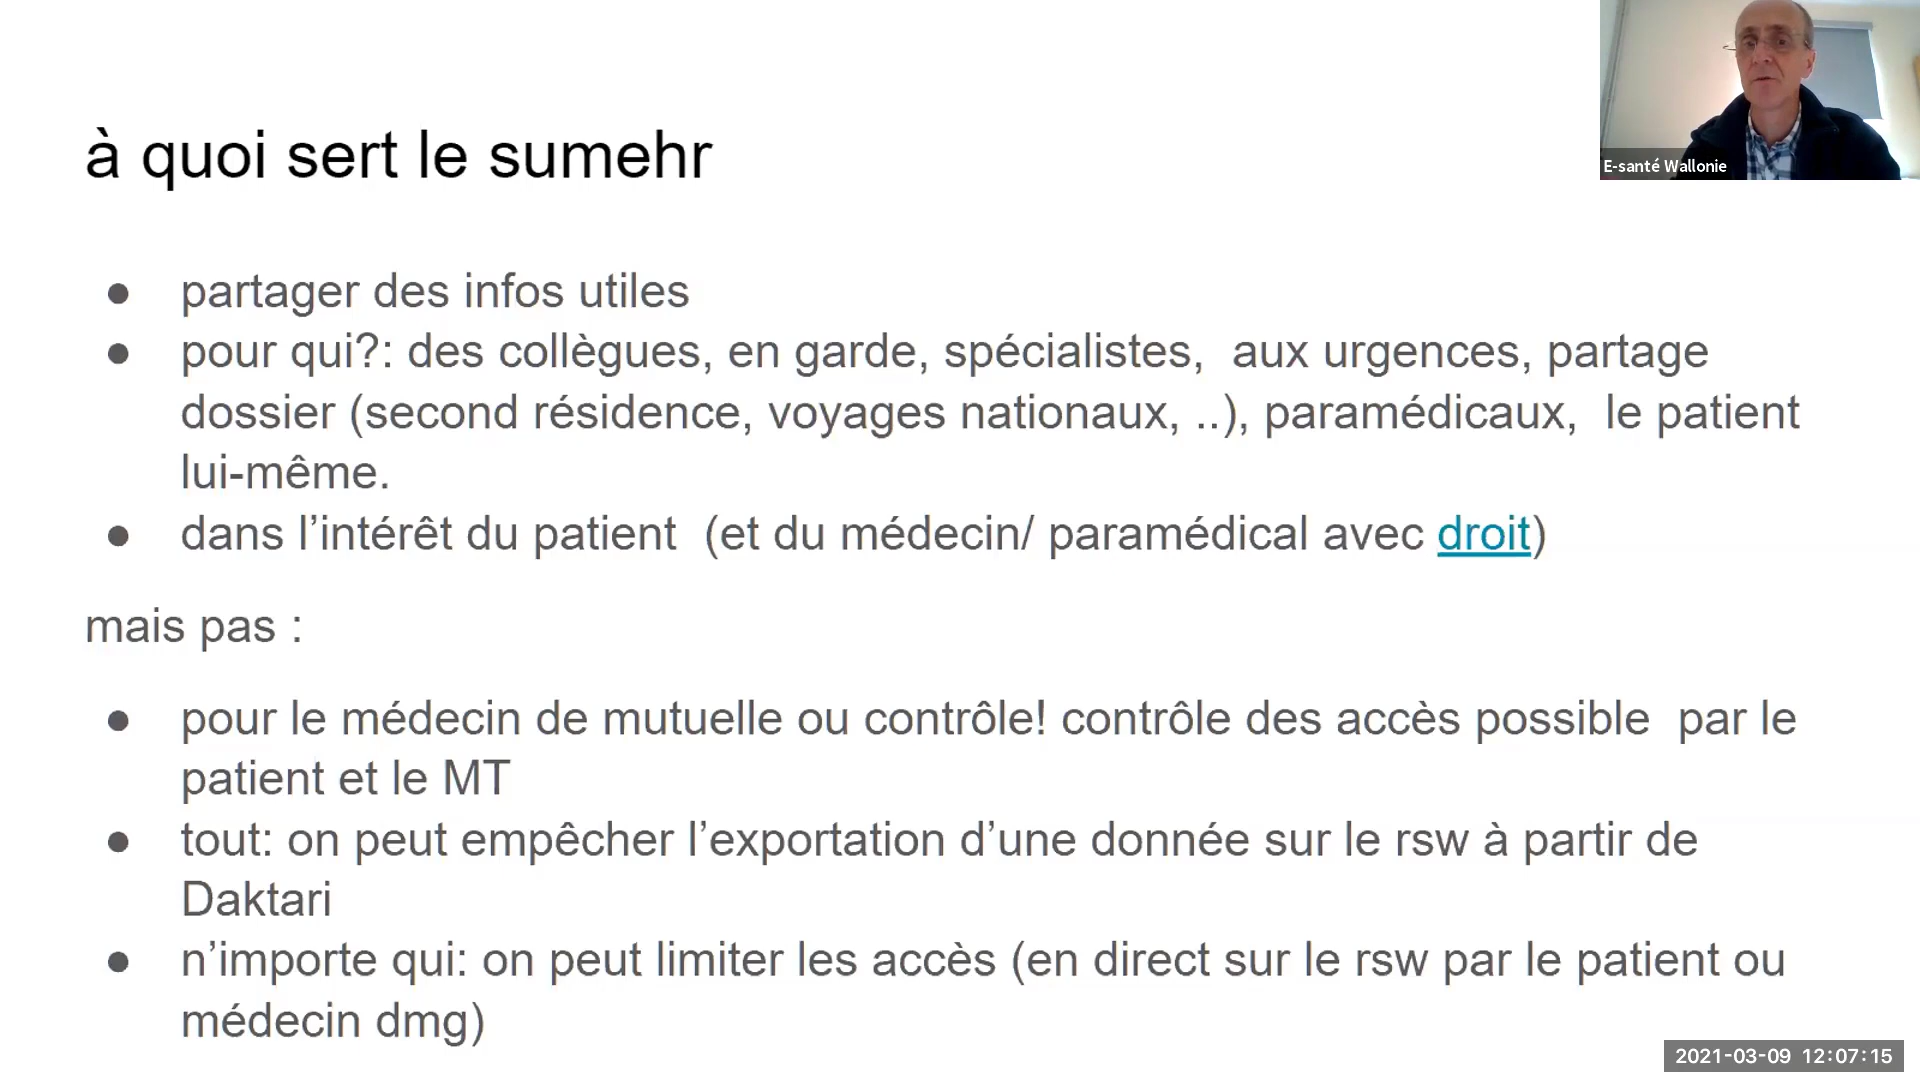 à quoi sert le sumehr
E-santé Wallonie
● partager des infos utiles
● pour qui?: des collègues, en garde, spécialistes, aux urgences, partage
dossier (second résidence, voyages nationaux, ..), paramédicaux, le patient
lui-même.
● dans l’intérêt du patient (et du médecin/ paramédical avec droit)
mais pas :
● pour le médecin de mutuelle ou contrôle! contrôle des accès possible par le
patient et le MT
● tout: on peut empêcher l’exportation d’une donnée sur le rsw à partir de
Daktari
● n’importe qui: on peut limiter les accès (en direct sur le rsw par le patient ou
médecin dmg)
2021-03-09 12:07:15